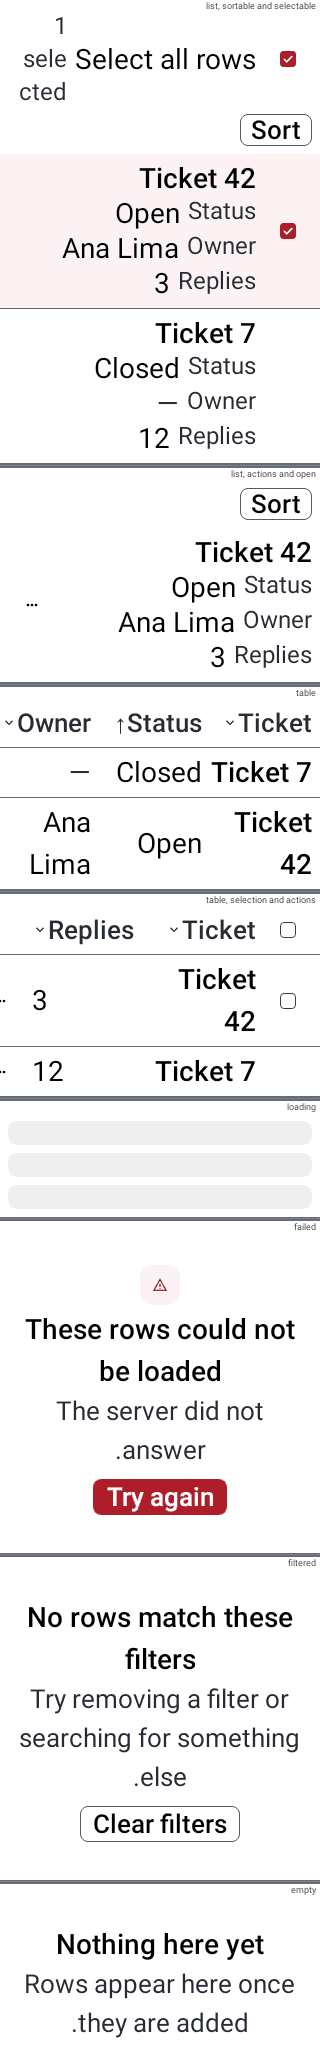 list, sortable and selectable
Select all rows
1
sele
cted
Sort
Ticket 42
Status Open
Owner Ana Lima
Replies 3
Ticket 7
Status Closed
Owner —
Replies 12
list, actions and open
Sort
Ticket 42
...
Status Open
Owner Ana Lima
Replies 3
table
Ticket ↑Status Owner
Ticket 7 Closed —
Ticket
42
Open
Ana
Lima
table, selection and actions
Ticket Replies
Ticket
42
3
Ticket 7 12
loading
failed
These rows could not
be loaded
The server did not
.answer
Try again
filtered
No rows match these
filters
Try removing a filter or
searching for something
.else
Clear filters
empty
Nothing here yet
Rows appear here once
.they are added